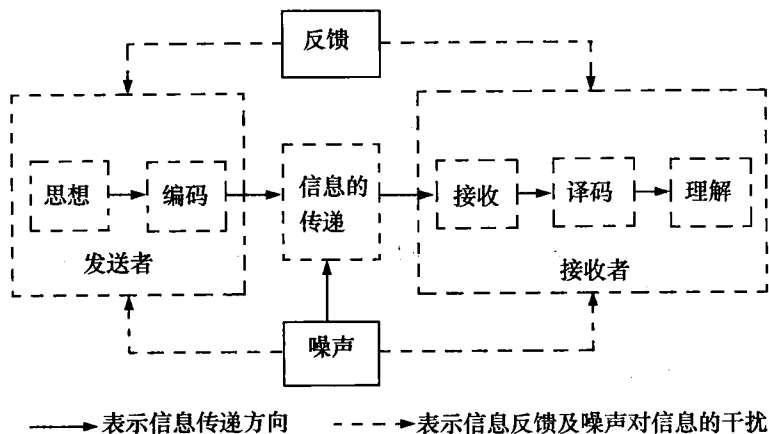 反馈
思想
编码
信息的
传递
接收
译码
理解
发送者
接收者
噪声
表示信息传递方向
表示信息反馈及噪声对信息的干扰